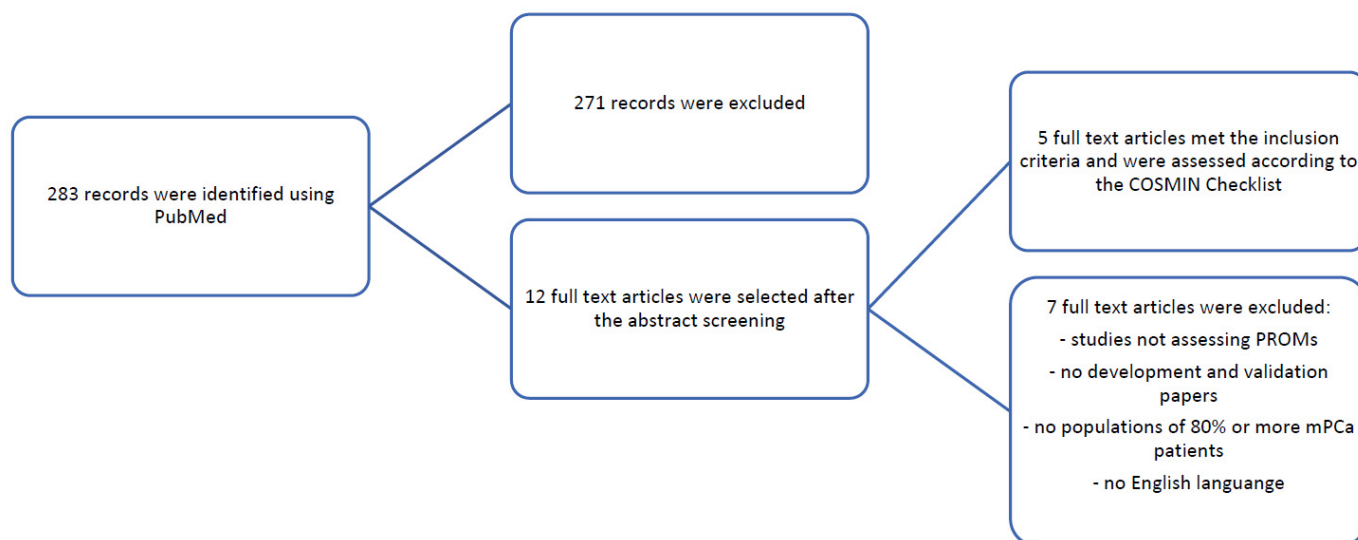 283 records were identified using
PubMed
271 records were excluded
12 full text articles were selected after
the abstract screening
5 full text articles met the inclusion
criteria and were assessed according to
the COSMIN Checklist
7 full text articles were excluded:
- studies not assessing PROMs
- no development and validation
papers
- no populations of 80% or more mPCa
patients
- no English languange